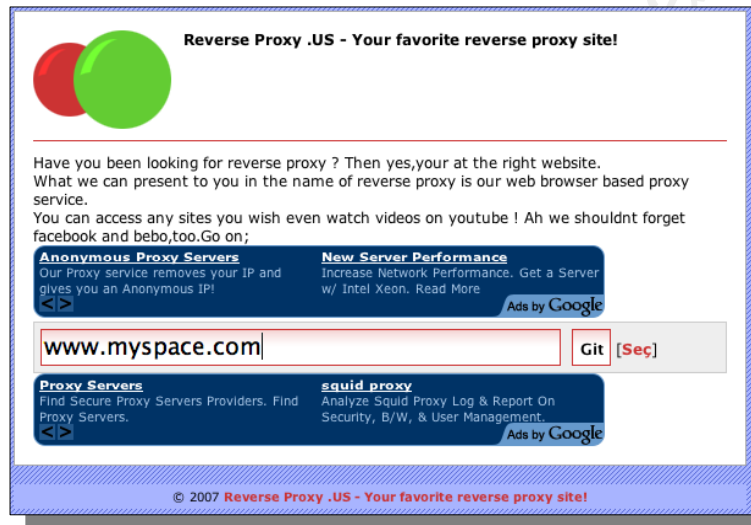 Reverse Proxy .US - Your favorite reverse proxy site!
Have you been looking for reverse proxy ? Then yes,your at the right website.
What we can present to you in the name of reverse proxy is our web browser based proxy
service.
You can access any sites you wish even watch videos on youtube ! Ah we shouldnt forget
facebook and bebo,too.Go on;
Anonymous Proxy Servers
Our Proxy service removes your IP and
gives you an Anonymous IP!
New Server Performance
Increase Network Performance. Get a Server
w/ Intel Xeon. Read More
< >
Ads by Google
www.myspace.com Git [Seç]
Proxy Servers
Find Secure Proxy Servers Providers. Find
Proxy Servers.
squid proxy
Analyze Squid Proxy Log & Report On
Security, B/W, & User Management.
< >
Ads by Google
© 2007 Reverse Proxy .US - Your favorite reverse proxy site!